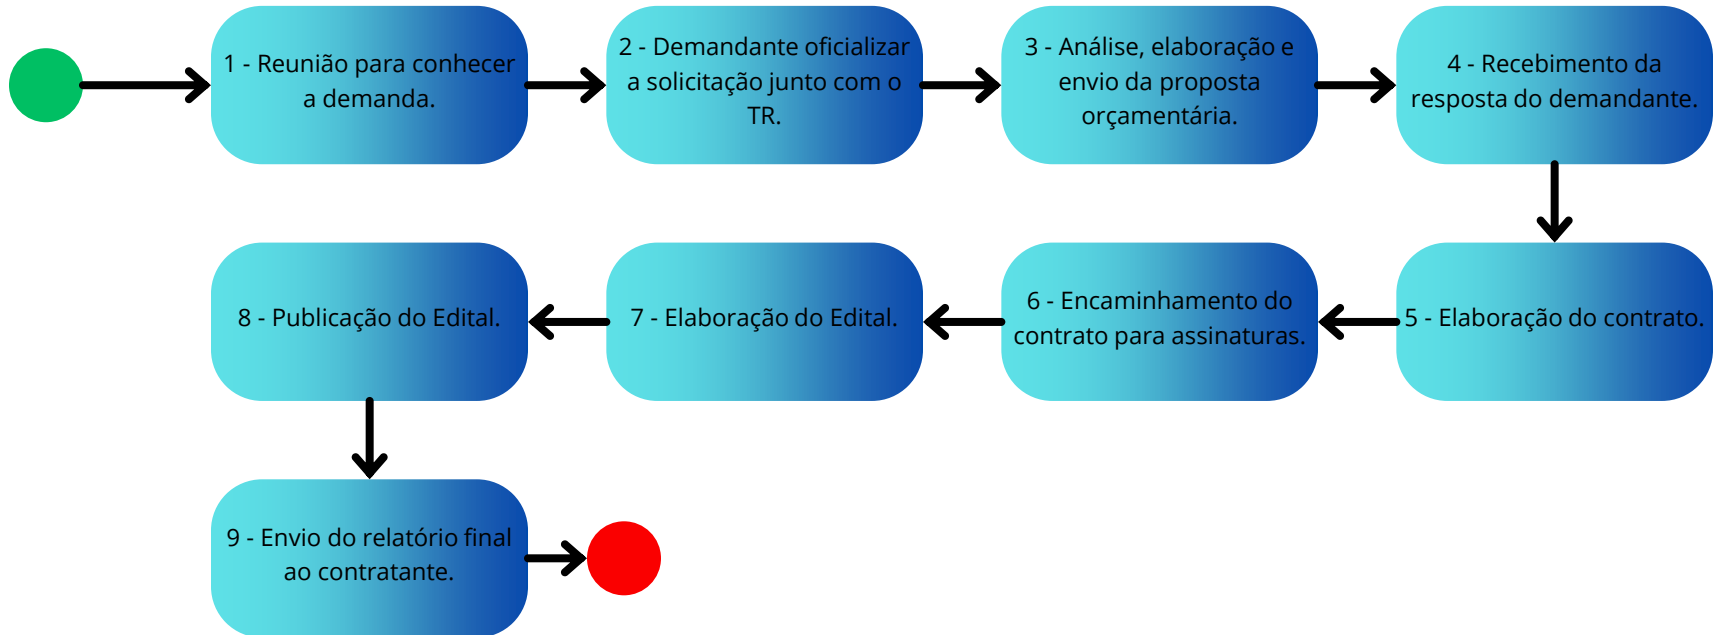 1 - Reunião para conhecer
a demanda.
2 - Demandante oficializar
a solicitação junto com o
TR.
3 - Análise, elaboração e
envio da proposta
orçamentária.
4 - Recebimento da
resposta do demandante.
5 - Elaboração do contrato.
6 - Encaminhamento do
contrato para assinaturas.
7 - Elaboração do Edital.
8 - Publicação do Edital.
9 - Envio do relatório final
ao contratante.